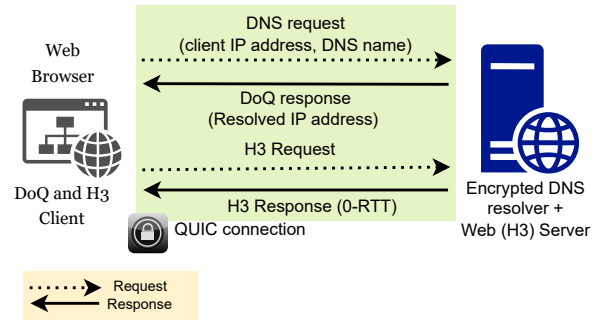 DNS request
(client IP address, DNS name)
Web
Browser
DoQ response
(Resolved IP address)
H3 Request
DoQ and H3
Client
H3 Response (0-RTT)
Encrypted DNS
resolver +
Web (H3) Server
QUIC connection
Request
Response